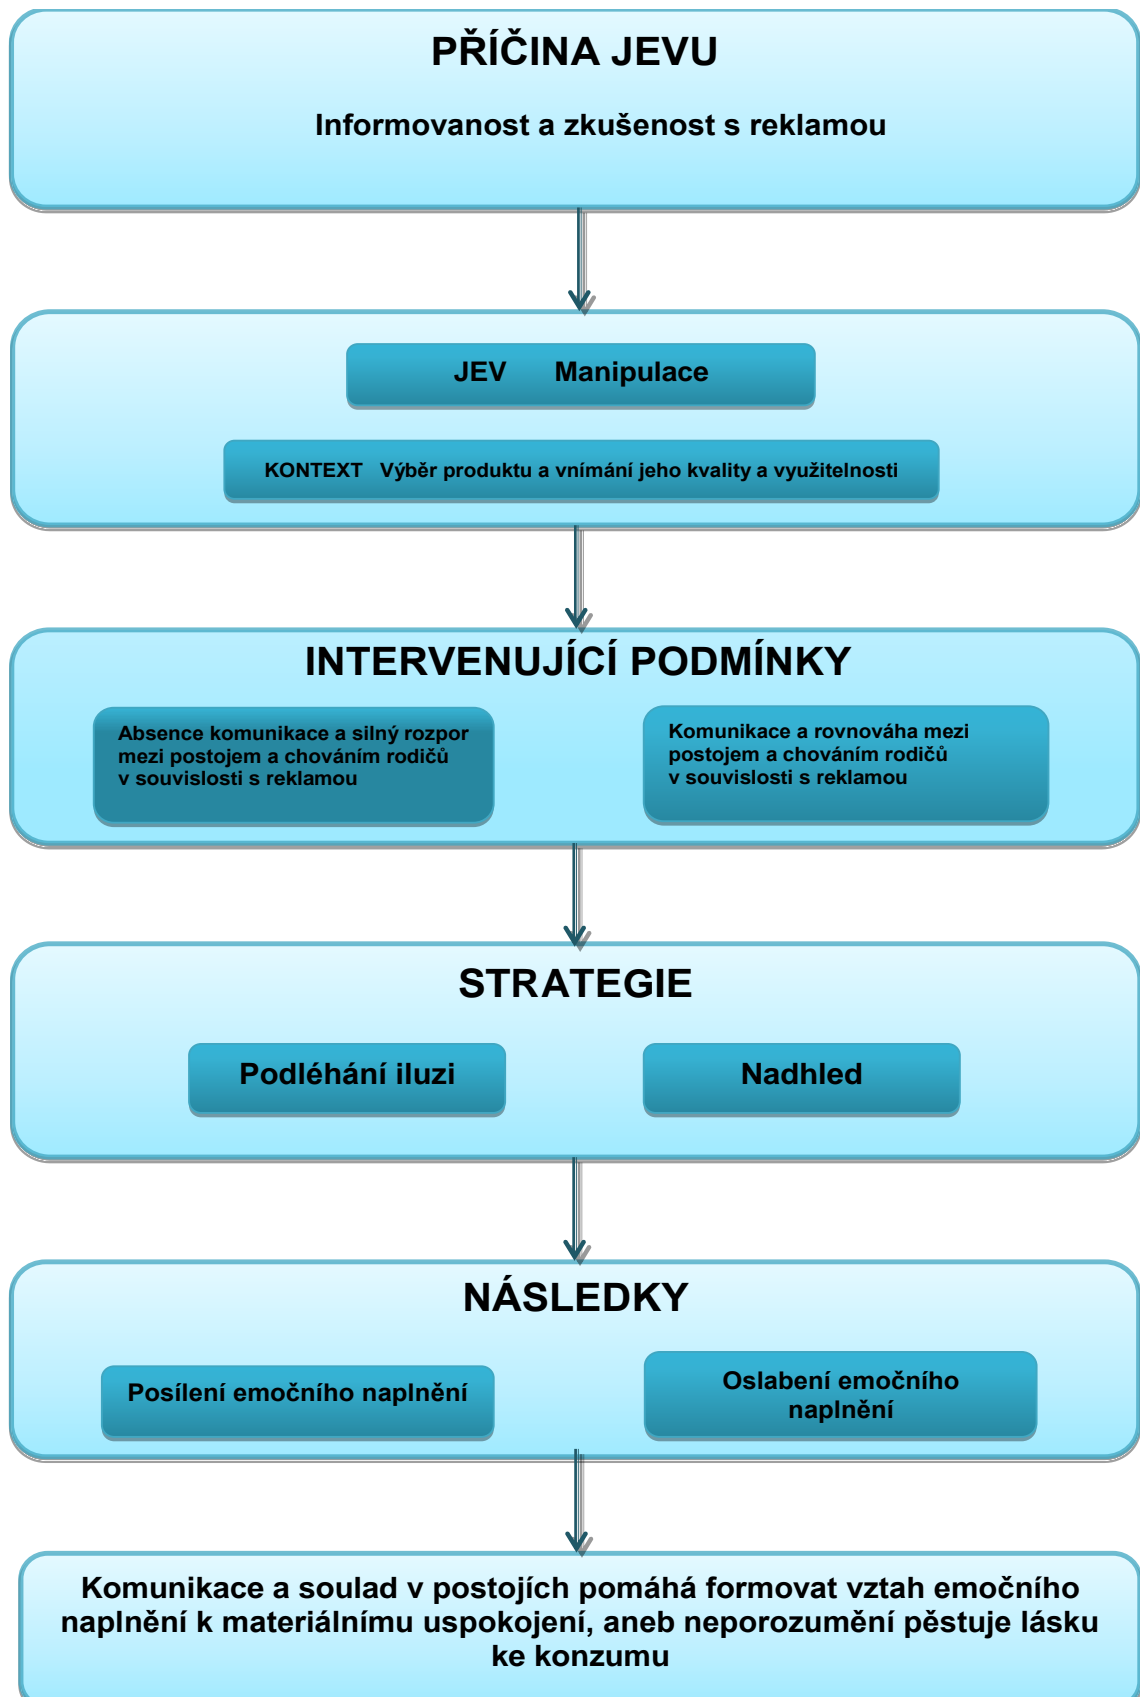 PŘÍČINA JEVU
Informovanost a zkušenost s reklamou
JEV Manipulace
KONTEXT Výběr produktu a vnímání jeho kvality a využitelnosti
INTERVENUJÍCÍ PODMÍNKY
Absence komunikace a silný rozpor
mezi postojem a chováním rodičů
v souvislosti s reklamou
Komunikace a rovnováha mezi
postojem a chováním rodičů
v souvislosti s reklamou
STRATEGIE
Podléhání iluzi
Nadhled
NÁSLEDKY
Posílení emočního naplnění
Oslabení emočního
naplnění
Komunikace a soulad v postojích pomáhá formovat vztah emočního
naplnění k materiálnímu uspokojení, aneb neporozumění pěstuje lásku
ke konzumu